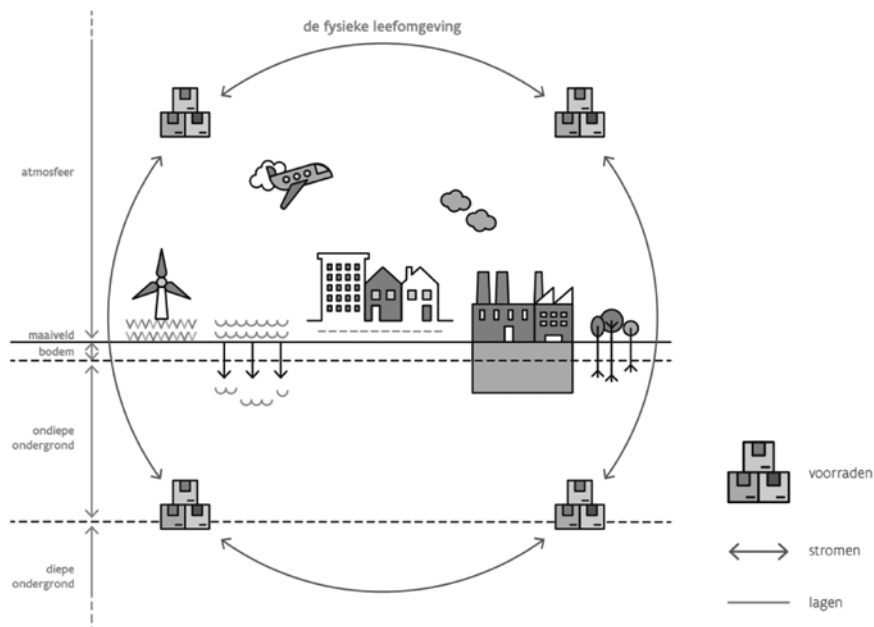 de fysieke leefomgeving
atmosfeer
maaiveld
bodem
ondiepe
ondergrond
diepe
ondergrond
voorraden
stromen
lagen